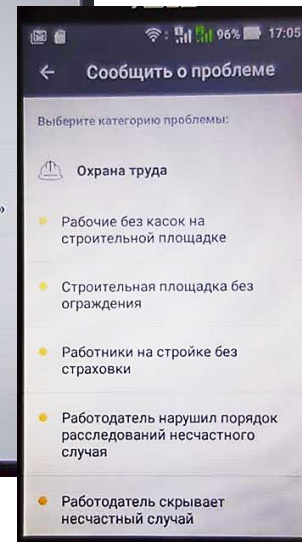 96% 17:05
Сообщить о проблеме
Выберите категорию проблемы:
Охрана труда
Рабочие без касок на
строительной площадке
Строительная площадка без
ограждения
Работники на стройке без
страховки
Работодатель нарушил порядок
расследований несчастного
случая
Работодатель скрывает
несчастный случай
»